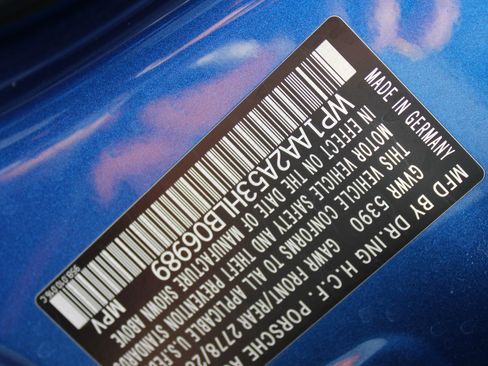 MFD BY DR.ING H.C.F. PORSCHE
GVWR 5390 GAWR FRONT/REAR 2778/
THIS VEHICLE CONFORMS TO ALL APPLICABLE U.S.
MOTOR VEHICLE SAFETY AND THEFT PREVENTION STANDARDS
IN EFFECT ON THE DATE OF MANUFACTURE SHOWN ABOVE
WP1AA2A53HLB06989
MPV
MADE IN GERMANY